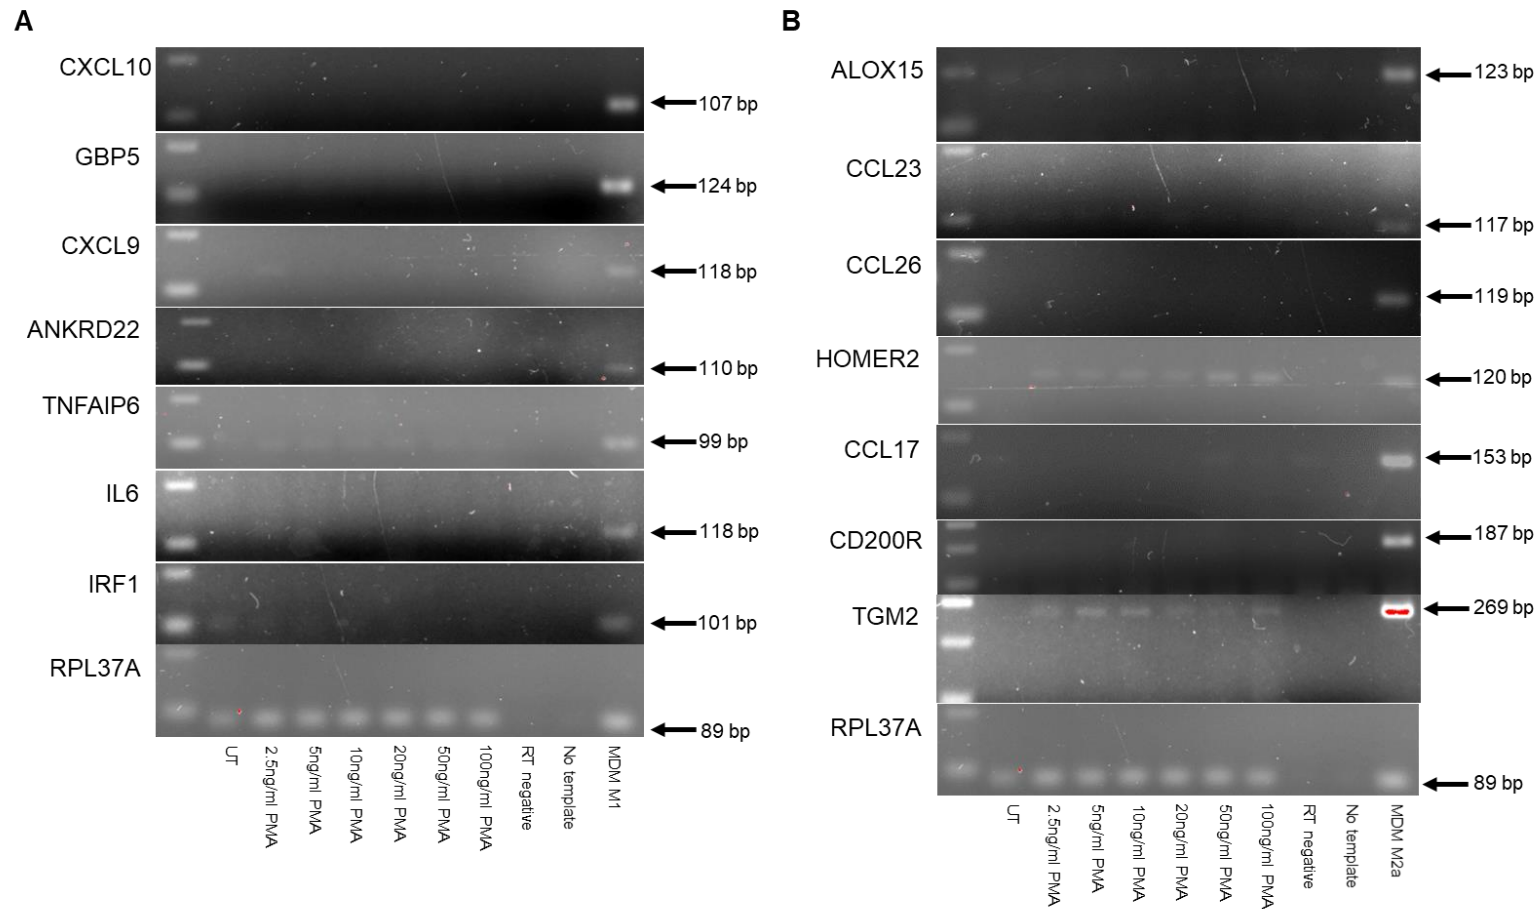 A
CXCL10
107 bp
GBP5
124 bp
CXCL9
118 bp
ANKRD22
110 bp
TNFAIP6
99 bp
IL6
118 bp
IRF1
101 bp
RPL37A
89 bp
UT
2.5ng/ml PMA
5ng/ml PMA
10ng/ml PMA
20ng/ml PMA
50ng/ml PMA
100ng/ml PMA
RT negative
No template
MDM M1
B
ALOX15
123 bp
CCL23
117 bp
CCL26
119 bp
HOMER2
120 bp
CCL17
153 bp
CD200R
187 bp
TGM2
269 bp
RPL37A
89 bp
UT
2.5ng/ml PMA
5ng/ml PMA
10ng/ml PMA
20ng/ml PMA
50ng/ml PMA
100ng/ml PMA
RT negative
No template
MDM M2a